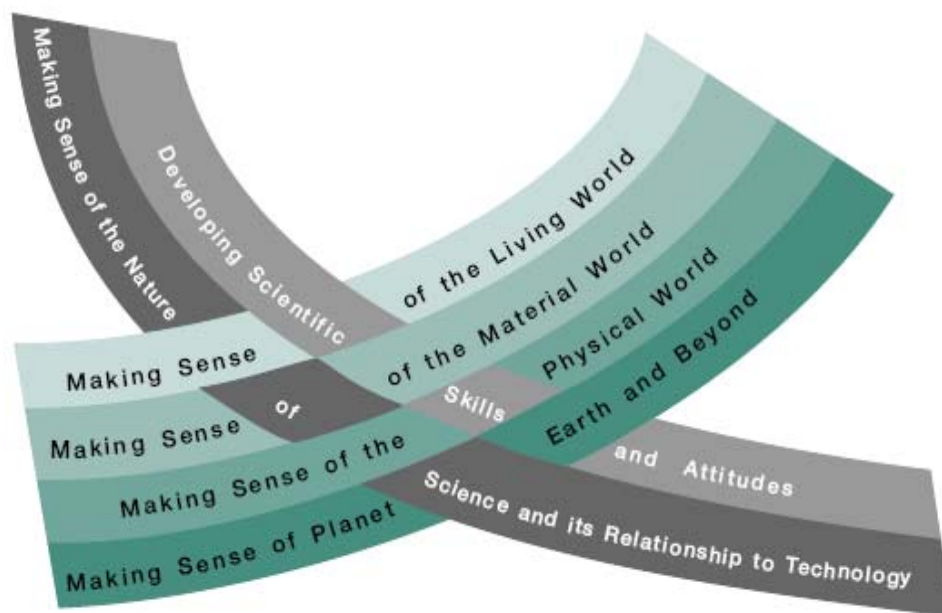 Making Sense of the Nature of Science and its Relationship to Technology
Developing Scientific Skills and Attitudes
Making Sense of the Living World
Making Sense of the Material World
Making Sense of the Physical World
Making Sense of Planet Earth and Beyond